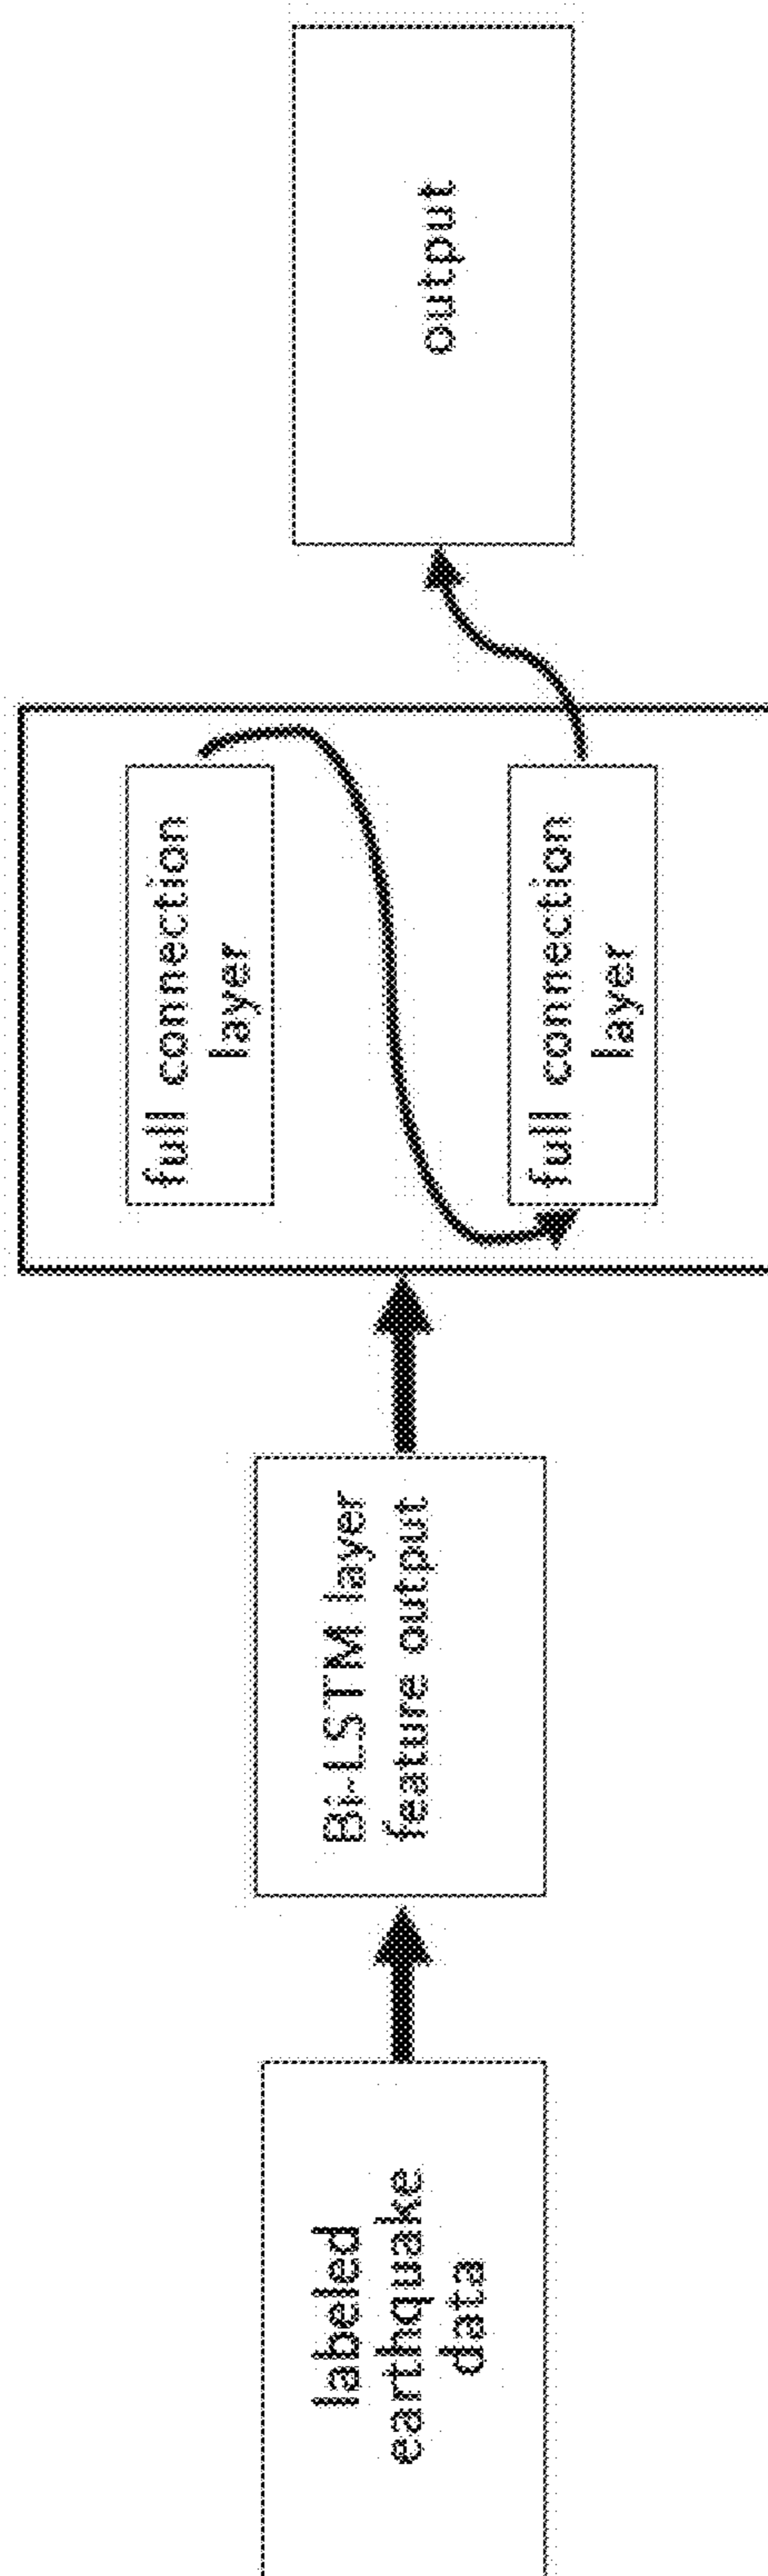 labeled
earthquake
data
Bi-LSTM layer
feature output
full connection
layer
full connection
layer
output